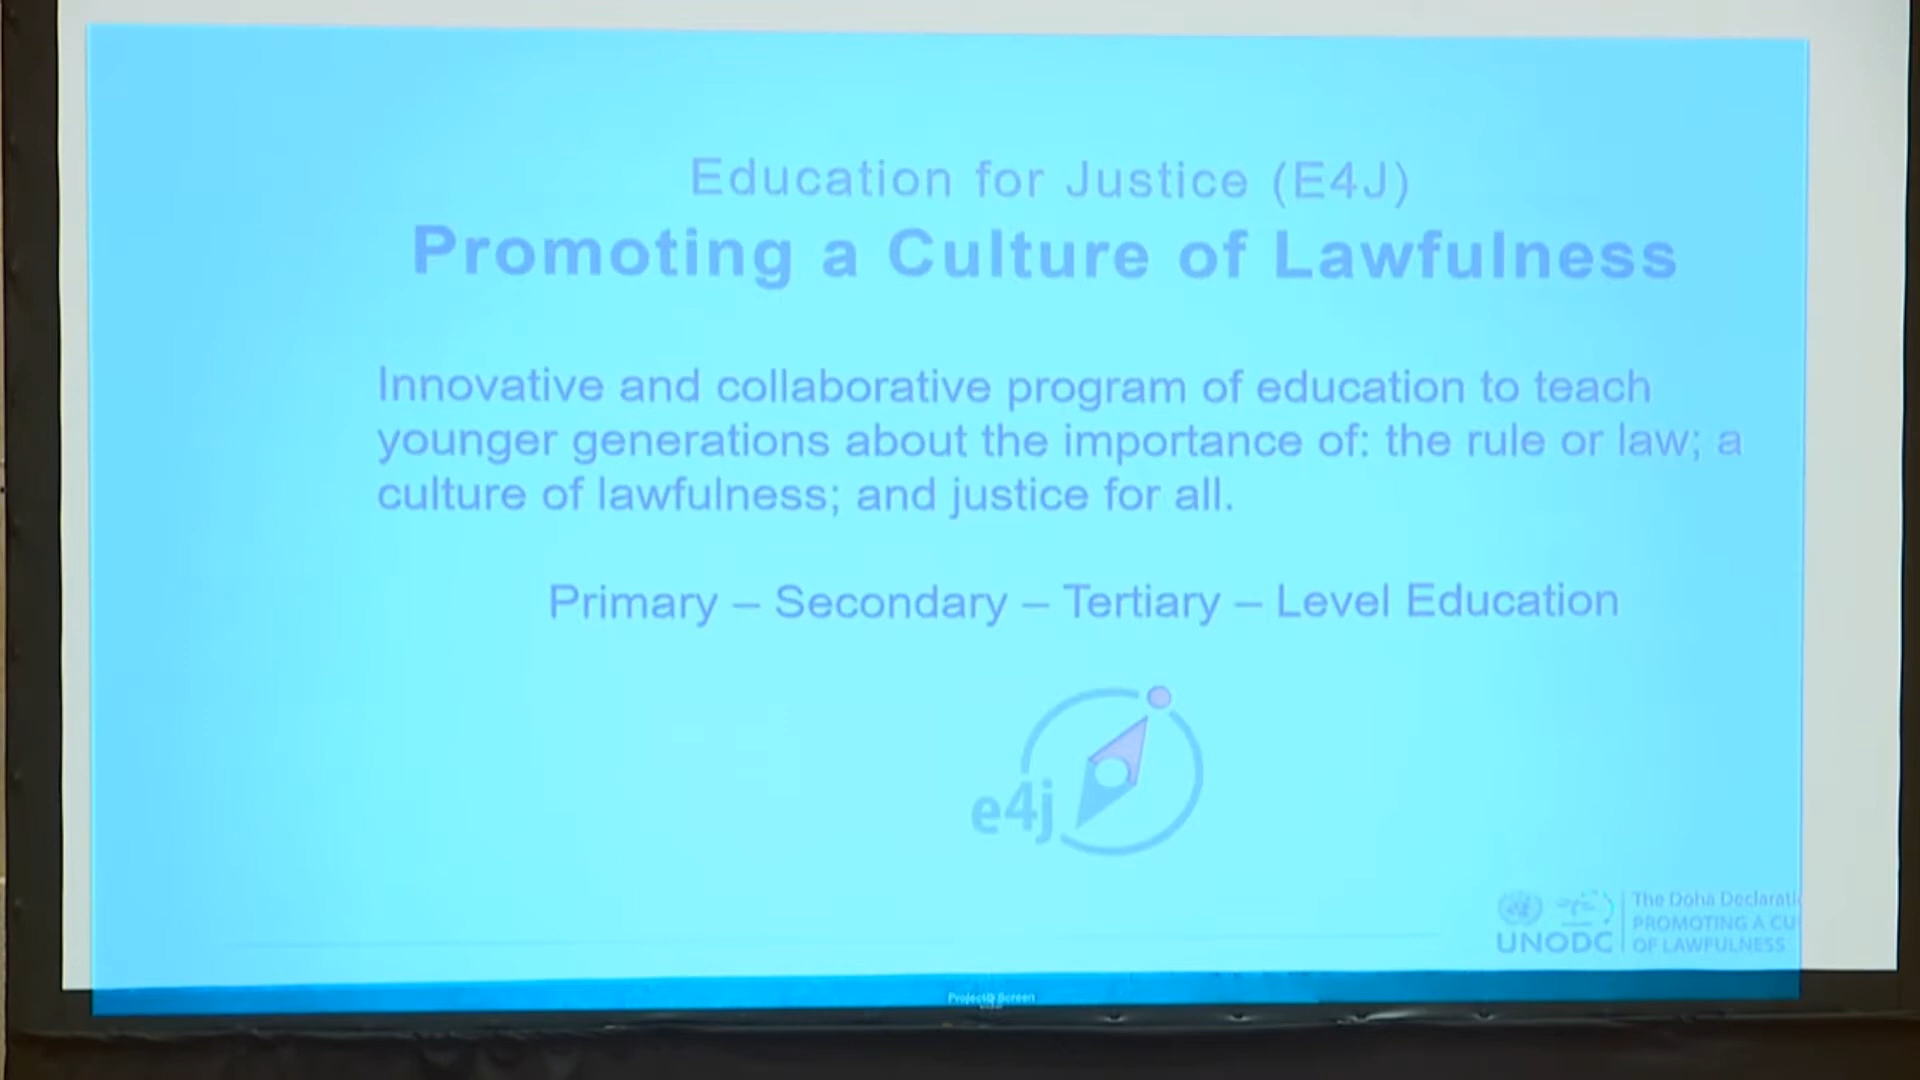 Education for Justice (E4J)
Promoting a Culture of Lawfulness
Innovative and collaborative program of education to teach
younger generations about the importance of: the rule or law; a
culture of lawfulness; and justice for all.
Primary – Secondary – Tertiary – Level Education
e4j
UNODC
The Doha Declarati
PROMOTING A CU
OF LAWFULNESS
Screen